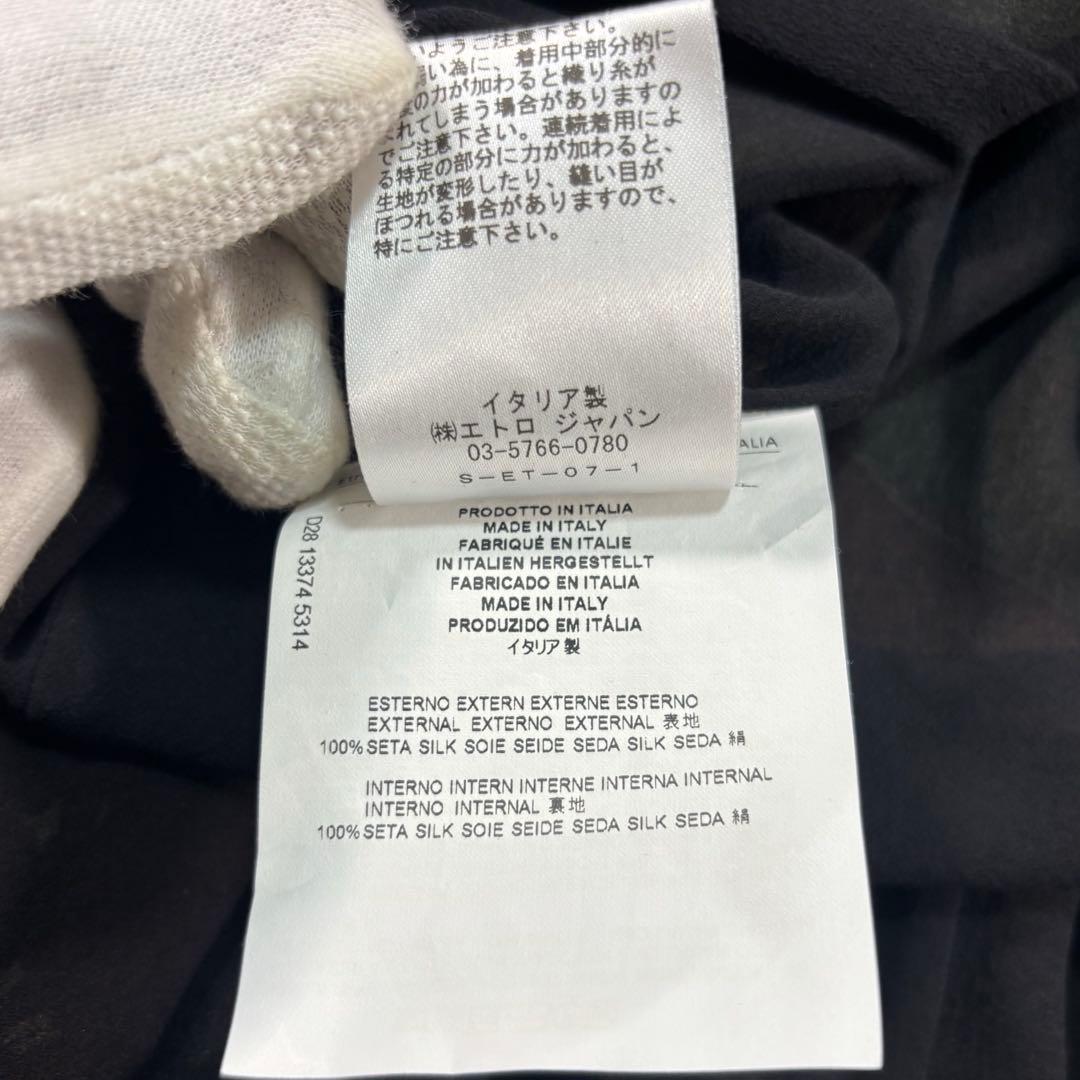 ようご注意下さい。
い為に、着用中部分的に
の力が加わると織り糸が
れてしまう場合がありますの
でご注意下さい。連続着用によ
る特定の部分に力が加わると、
生地が変形したり、縫い目が
ほつれる場合がありますので、
特にご注意下さい。
イタリア製
㈱エトロ ジャパン
03-5766-0780
S-ET-07-1
ALIA
PRODOTTO IN ITALIA
MADE IN ITALY
FABRIQUÉ EN ITALIE
IN ITALIEN HERGESTELLT
FABRICADO EN ITALIA
MADE IN ITALY
PRODUZIDO EM ITÁLIA
イタリア製
D28 13374 5314
ESTERNO EXTERN EXTERNE ESTERNO
EXTERNAL EXTERNO EXTERNAL 表地
100% SETA SILK SOIE SEIDE SEDA SILK SEDA 絹
INTERNO INTERN INTERNE INTERNA INTERNAL
INTERNO INTERNAL 裏地
100% SETA SILK SOIE SEIDE SEDA SILK SEDA 絹